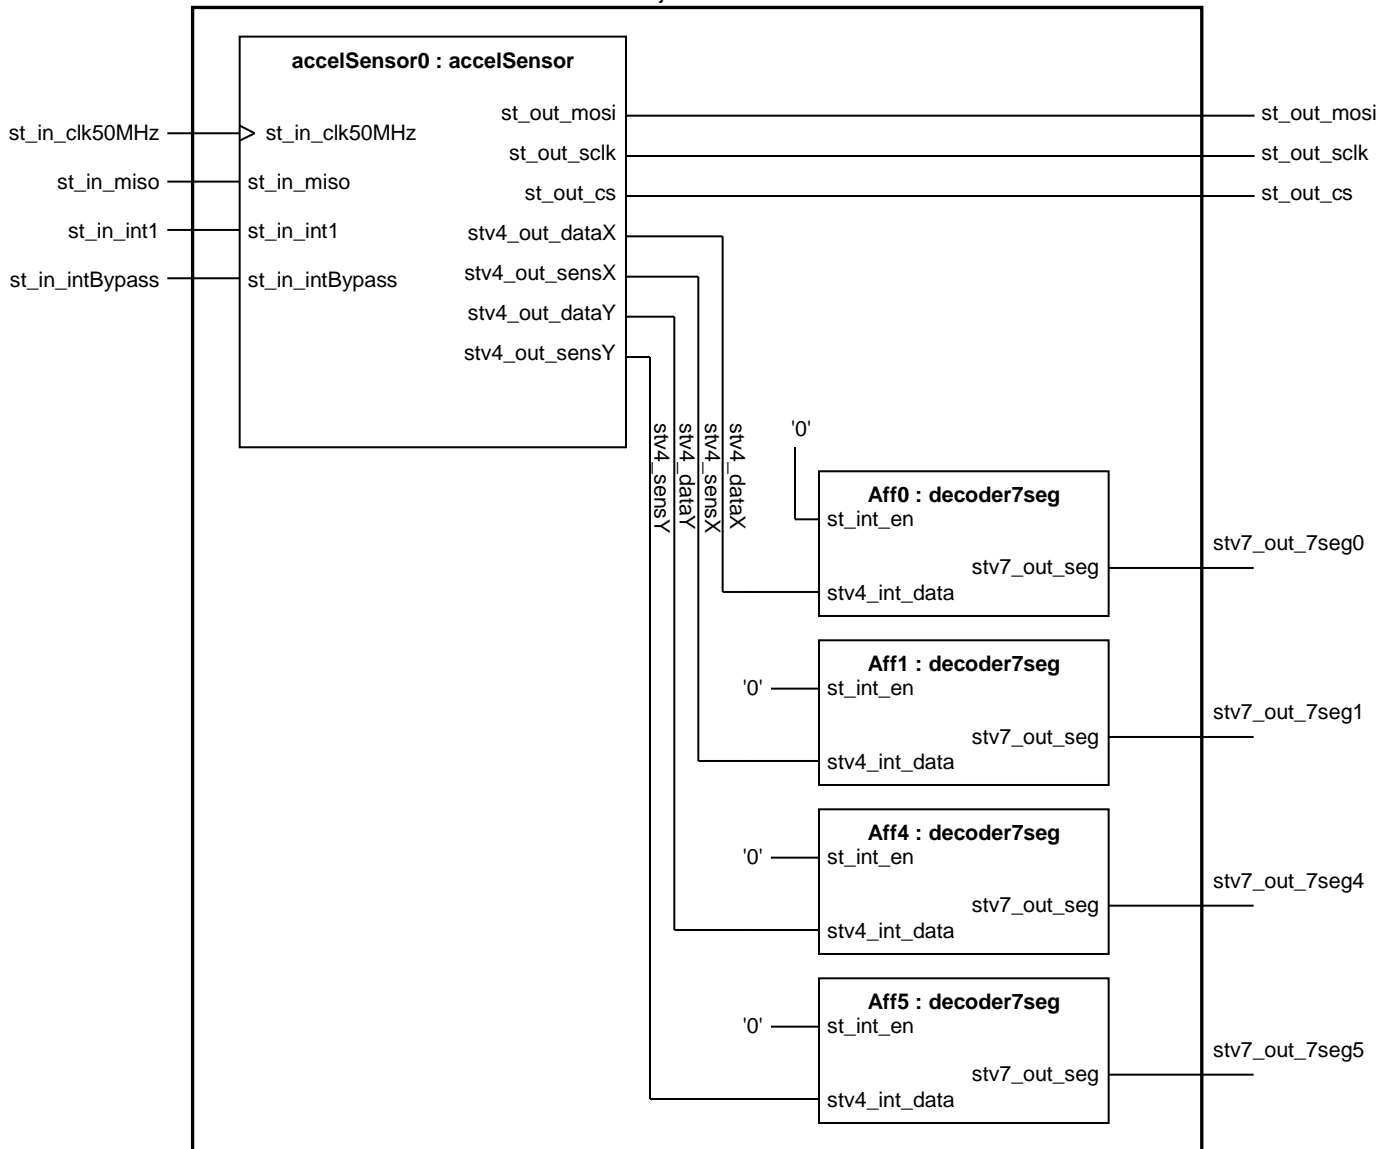 accelSensor0 : accelSensor
st_in_clk50MHz
st_in_miso
st_in_int1
st_in_intBypass
st_in_clk50MHz
st_in_miso
st_in_int1
st_in_intBypass
st_out_mosi
st_out_sclk
st_out_cs
stv4_out_dataX
stv4_out_sensX
stv4_out_dataY
stv4_out_sensY
st_out_mosi
st_out_sclk
st_out_cs
stv4_sensY
stv4_dataY
stv4_sensX
stv4_dataX
'0'
Aff0 : decoder7seg
st_int_en
stv7_out_seg
stv4_int_data
stv7_out_7seg0
Aff1 : decoder7seg
'0'
st_int_en
stv7_out_seg
stv4_int_data
stv7_out_7seg1
Aff4 : decoder7seg
'0'
st_int_en
stv7_out_seg
stv4_int_data
stv7_out_7seg4
Aff5 : decoder7seg
'0'
st_int_en
stv7_out_seg
stv4_int_data
stv7_out_7seg5